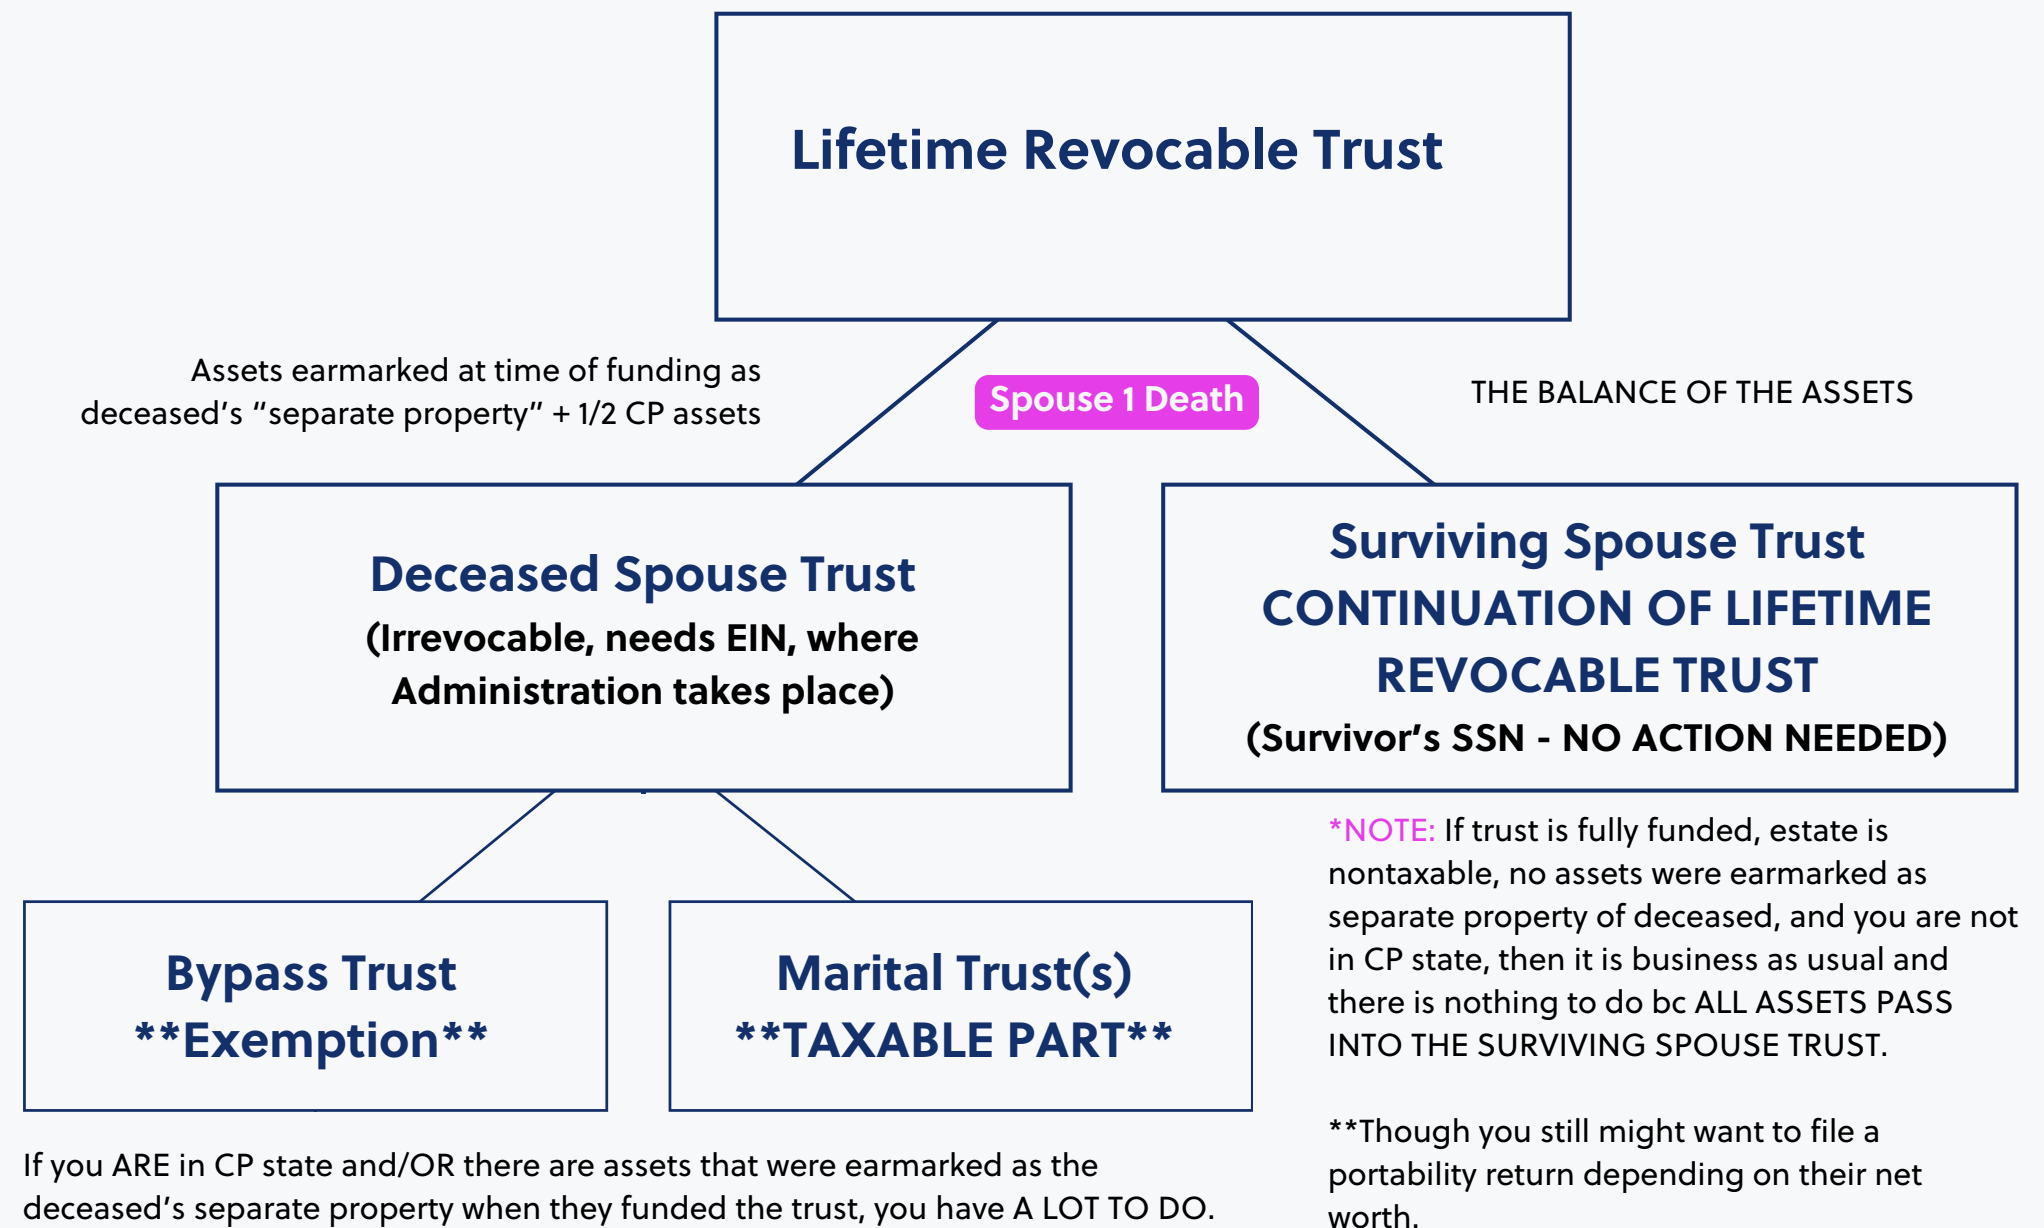 Lifetime Revocable Trust
Assets earmarked at time of funding as
deceased’s “separate property” + 1/2 CP assets
Spouse 1 Death
THE BALANCE OF THE ASSETS
Deceased Spouse Trust
(Irrevocable, needs EIN, where
Administration takes place)
Surviving Spouse Trust
CONTINUATION OF LIFETIME
REVOCABLE TRUST
(Survivor’s SSN - NO ACTION NEEDED)
Bypass Trust
**Exemption**
Marital Trust(s)
**TAXABLE PART**
*NOTE: If trust is fully funded, estate is
nontaxable, no assets were earmarked as
separate property of deceased, and you are not
in CP state, then it is business as usual and
there is nothing to do bc ALL ASSETS PASS
INTO THE SURVIVING SPOUSE TRUST.
**Though you still might want to file a
portability return depending on their net
worth.
If you ARE in CP state and/OR there are assets that were earmarked as the
deceased’s separate property when they funded the trust, you have A LOT TO DO.